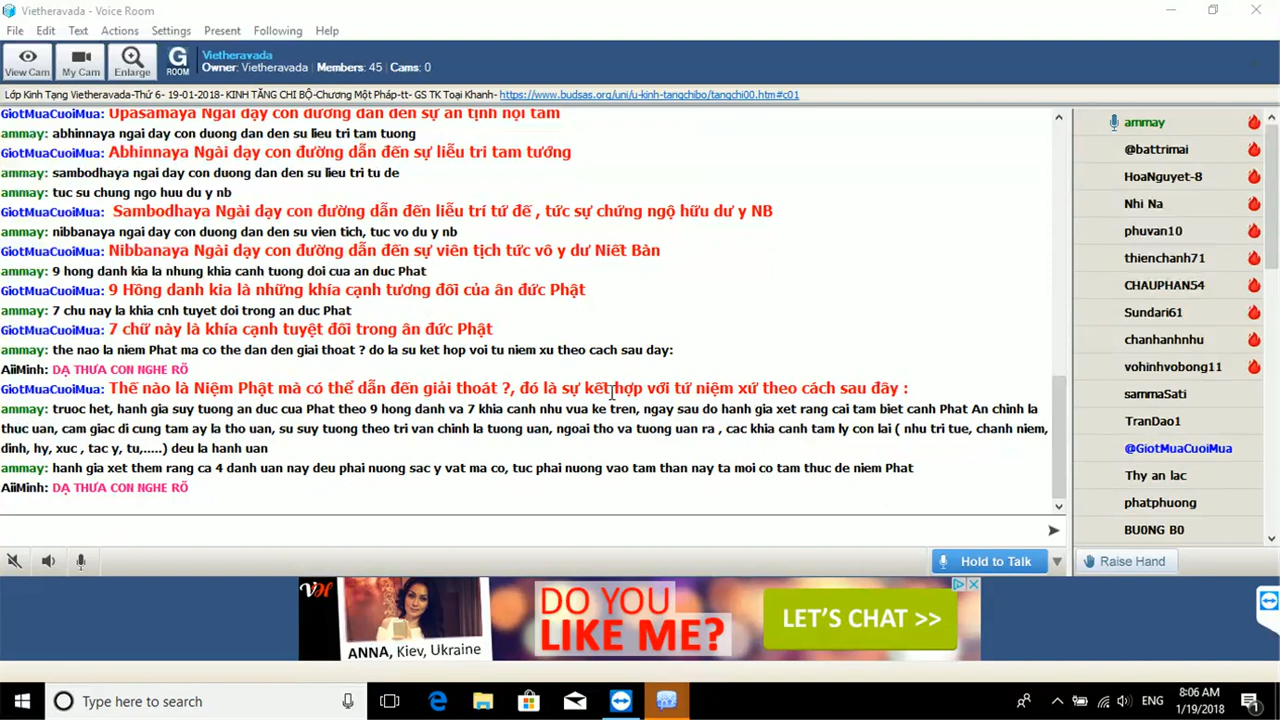 Vietheravada - Voice Room
File Edit Text Actions Settings Present Following Help
View Cam My Cam Enlarge G ROOM
Vietheravada
Owner: Vietheravada | Members: 45 | Cams: 0
Lớp Kinh Tạng Vietheravada-Thứ 6- 19-01-2018- KINH TĂNG CHI BỘ-Chương Một Pháp-tt- GS TK Toại Khanh- https://www.budsas.org/uni/u-kinh-tangchibo/tangchi00.htm#c01
GiotMuaCuoiMua: Upasamaya Ngài dạy con đường dẫn đến sự an tịnh nội tâm
ammay: abhinnaya ngai day con duong dan den su lieu tri tam tuong
GiotMuaCuoiMua: Abhinnaya Ngài dạy con đường dẫn đến sự liễu tri tam tướng
ammay: sambodhaya ngai day con duong dan den su lieu tri tu de
ammay: tuc su chung ngo huu du y nb
GiotMuaCuoiMua: Sambodhaya Ngài dạy con đường dẫn đến liễu trí tứ đế , tức sự chứng ngộ hữu dư y NB
ammay: nibbanaya ngai day con duong dan den su vien tich, tuc vo du y nb
GiotMuaCuoiMua: Nibbanaya Ngài dạy con đường dẫn đến sự viên tịch tức vô y dư Niết Bàn
ammay: 9 hong danh kia la nhung khia canh tuong doi cua an duc Phat
GiotMuaCuoiMua: 9 Hồng danh kia là những khía cạnh tương đối của ân đức Phật
ammay: 7 chu nay la khia cnh tuyet doi trong an duc Phat
GiotMuaCuoiMua: 7 chữ này là khía cạnh tuyệt đối trong ân đức Phật
ammay: the nao la niem Phat ma co the dan den giai thoat ? do la su ket hop voi tu niem xu theo cach sau day:
AiiMinh: DẠ THƯA CON NGHE RÕ
GiotMuaCuoiMua: Thế nào là Niệm Phật mà có thể dẫn đến giải thoát ?, đó là sự kết hợp với tứ niệm xứ theo cách sau đây :
ammay: truoc het, hanh gia suy tuong an duc cua Phat theo 9 hong danh va 7 khia canh nhu vua ke tren, ngay sau do hanh gia xet rang cai tam biet canh Phat An chinh la
thuc uan, cam giac di cung tam ay la tho uan, su suy tuong theo tri van chinh la tuong uan, ngoai tho va tuong uan ra , cac khia canh tam ly con lai ( nhu tri tue, chanh niem,
dinh, hy, xuc , tac y, tu,.....) deu la hanh uan
ammay: hanh gia xet them rang ca 4 danh uan nay deu phai nuong sac y vat ma co, tuc phai nuong vao tam than nay ta moi co tam thuc de niem Phat
AiiMinh: DẠ THƯA CON NGHE RÕ
ammay
@battrimai
HoaNguyet-8
Nhi Na
phuvan10
thienchanh71
CHAUPHAN54
Sundari61
chanhanhnhu
vohinhvotuong11
sammaSati
TranDao1
@GiotMuaCuoiMua
Thy an lac
phatphuong
BU0NG B0
Hold to Talk
Raise Hand
DO YOU
LIKE ME?
LET'S CHAT >>
ANNA, Kiev, Ukraine
Type here to search
ENG
8:06 AM
1/19/2018
1